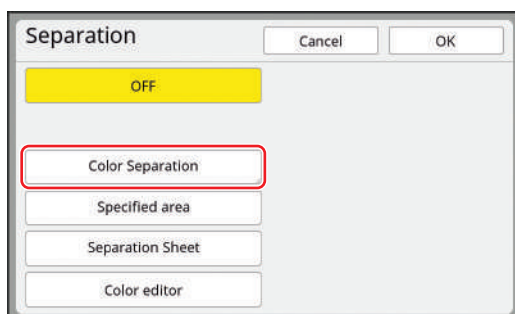 Separation
Cancel
OK
OFF
Color Separation
Specified area
Separation Sheet
Color editor